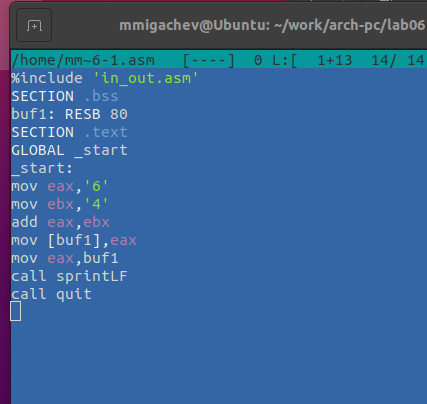 mmigachev@Ubuntu: ~/work/arch-pc/lab06
/home/mm~6-1.asm   [----]  0 L:[  1+13  14/ 14
%include 'in_out.asm'
SECTION .bss
buf1: RESB 80
SECTION .text
GLOBAL _start
_start:
mov eax,'6'
mov ebx,'4'
add eax,ebx
mov [buf1],eax
mov eax,buf1
call sprintLF
call quit